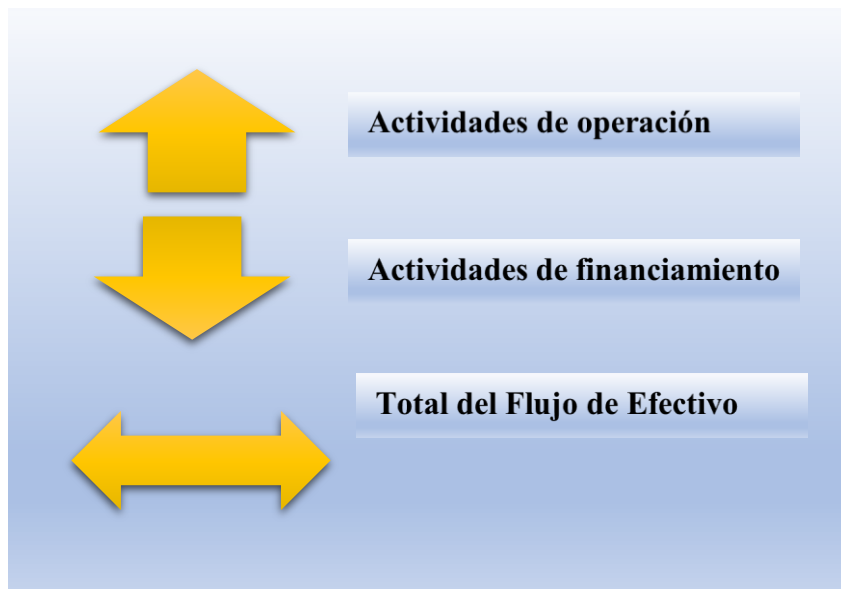 Actividades de operación
Actividades de financiamiento
Total del Flujo de Efectivo